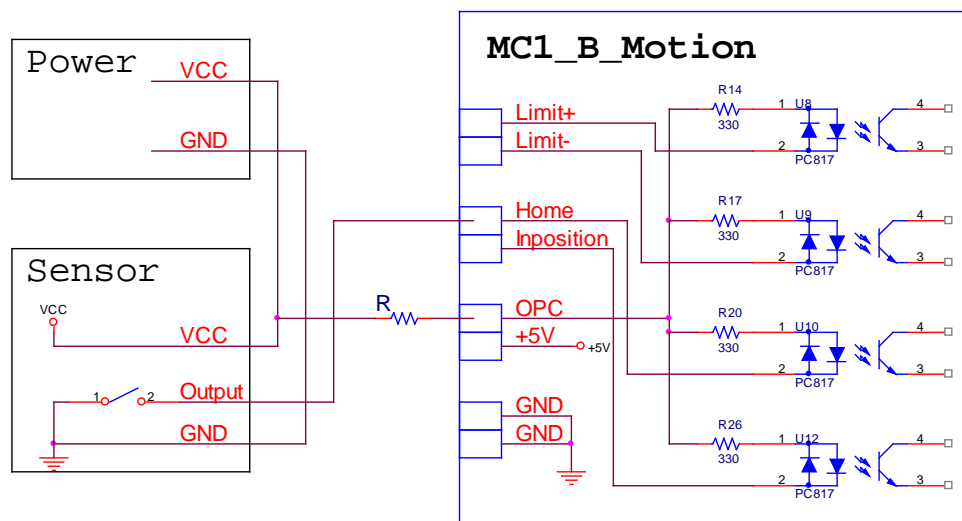 Power
VCC
GND
Sensor
VCC
VCC
1
2
Output
GND
R
MC1_B_Motion
Limit+
Limit-
Home
Inposition
OPC
+5V
+5V
GND
GND
R14
330
1
U8
2
PC817
4
3
R17
330
1
U9
2
PC817
4
3
R20
330
1
U10
2
PC817
4
3
R26
330
1
U12
2
PC817
4
3